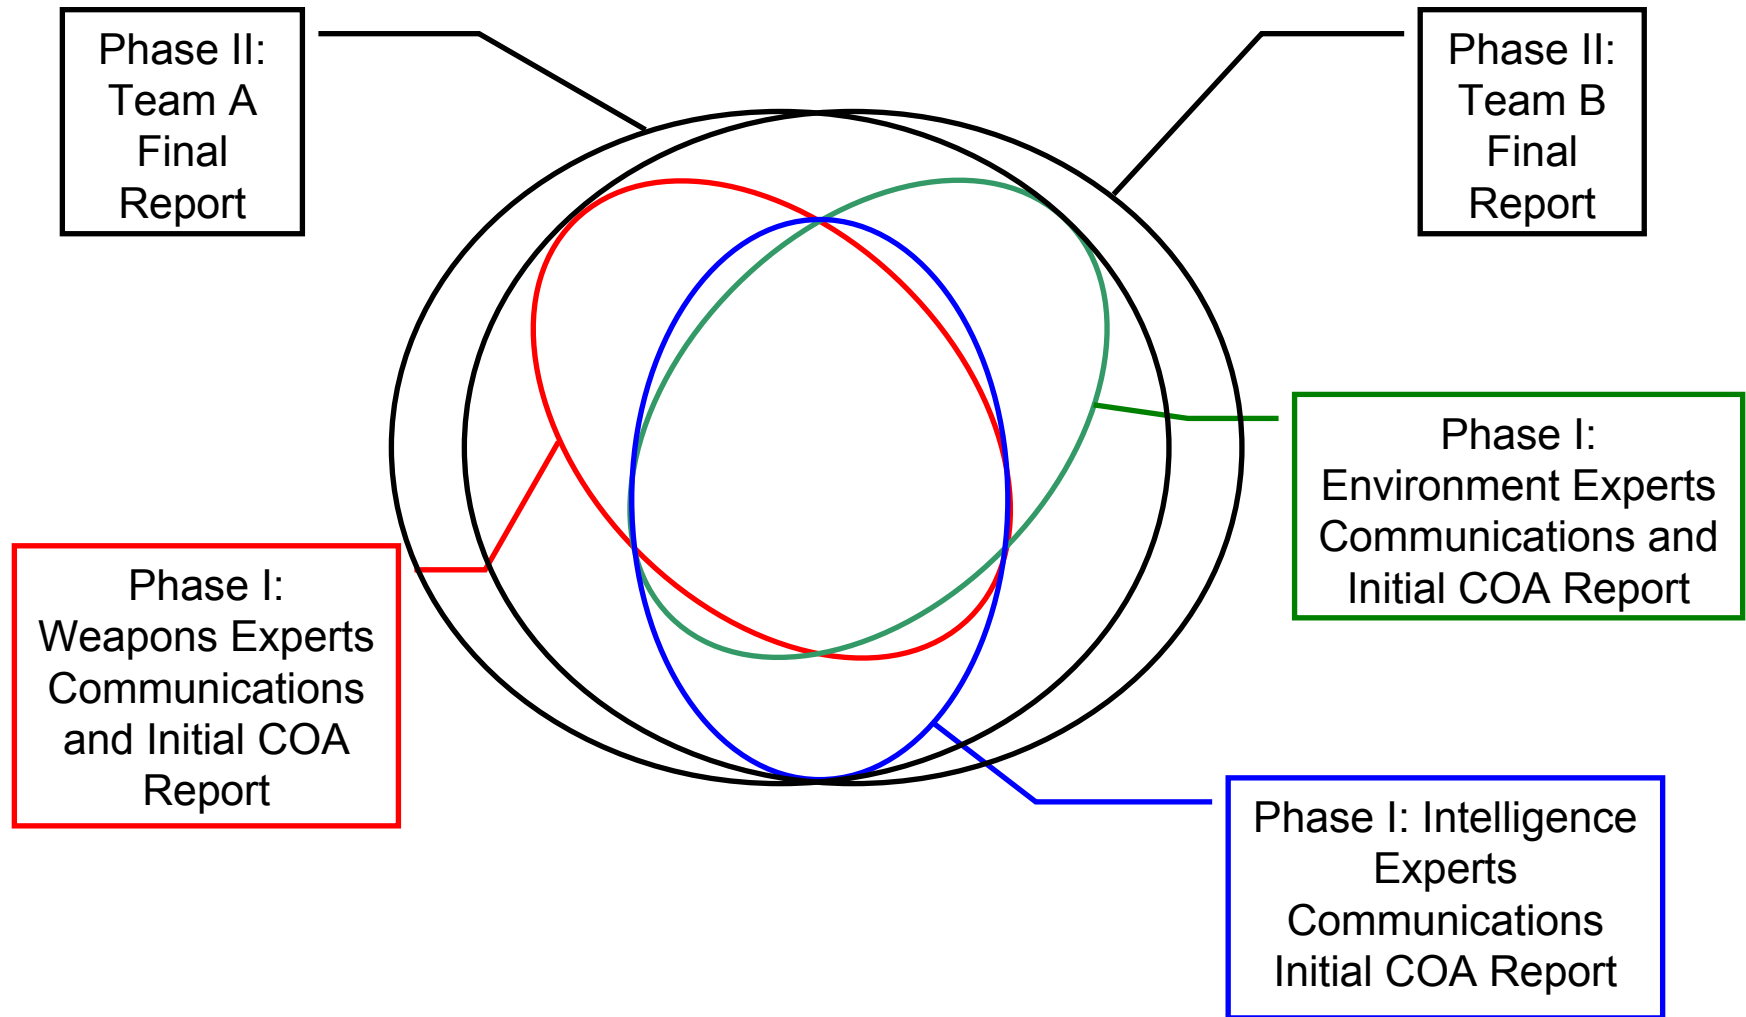 Phase II:
Team A
Final
Report
Phase II:
Team B
Final
Report
Phase I:
Environment Experts
Communications and
Initial COA Report
Phase I:
Weapons Experts
Communications
and Initial COA
Report
Phase I: Intelligence
Experts
Communications
Initial COA Report